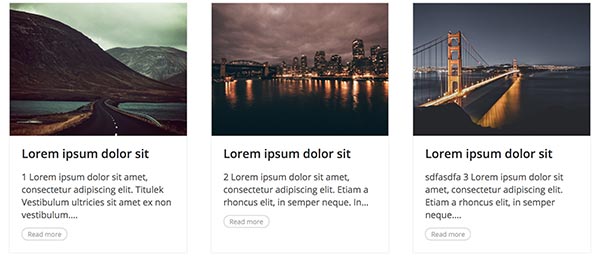 Lorem ipsum dolor sit
1 Lorem ipsum dolor sit amet,
consectetur adipiscing elit. Titulek
Vestibulum ultricies sit amet ex non
vestibulum....
Read more
Lorem ipsum dolor sit
2 Lorem ipsum dolor sit amet,
consectetur adipiscing elit. Etiam a
rhoncus elit, in semper neque. In...
Read more
Lorem ipsum dolor sit
sdfasdfa 3 Lorem ipsum dolor sit
amet, consectetur adipiscing elit.
Etiam a rhoncus elit, in semper
neque....
Read more